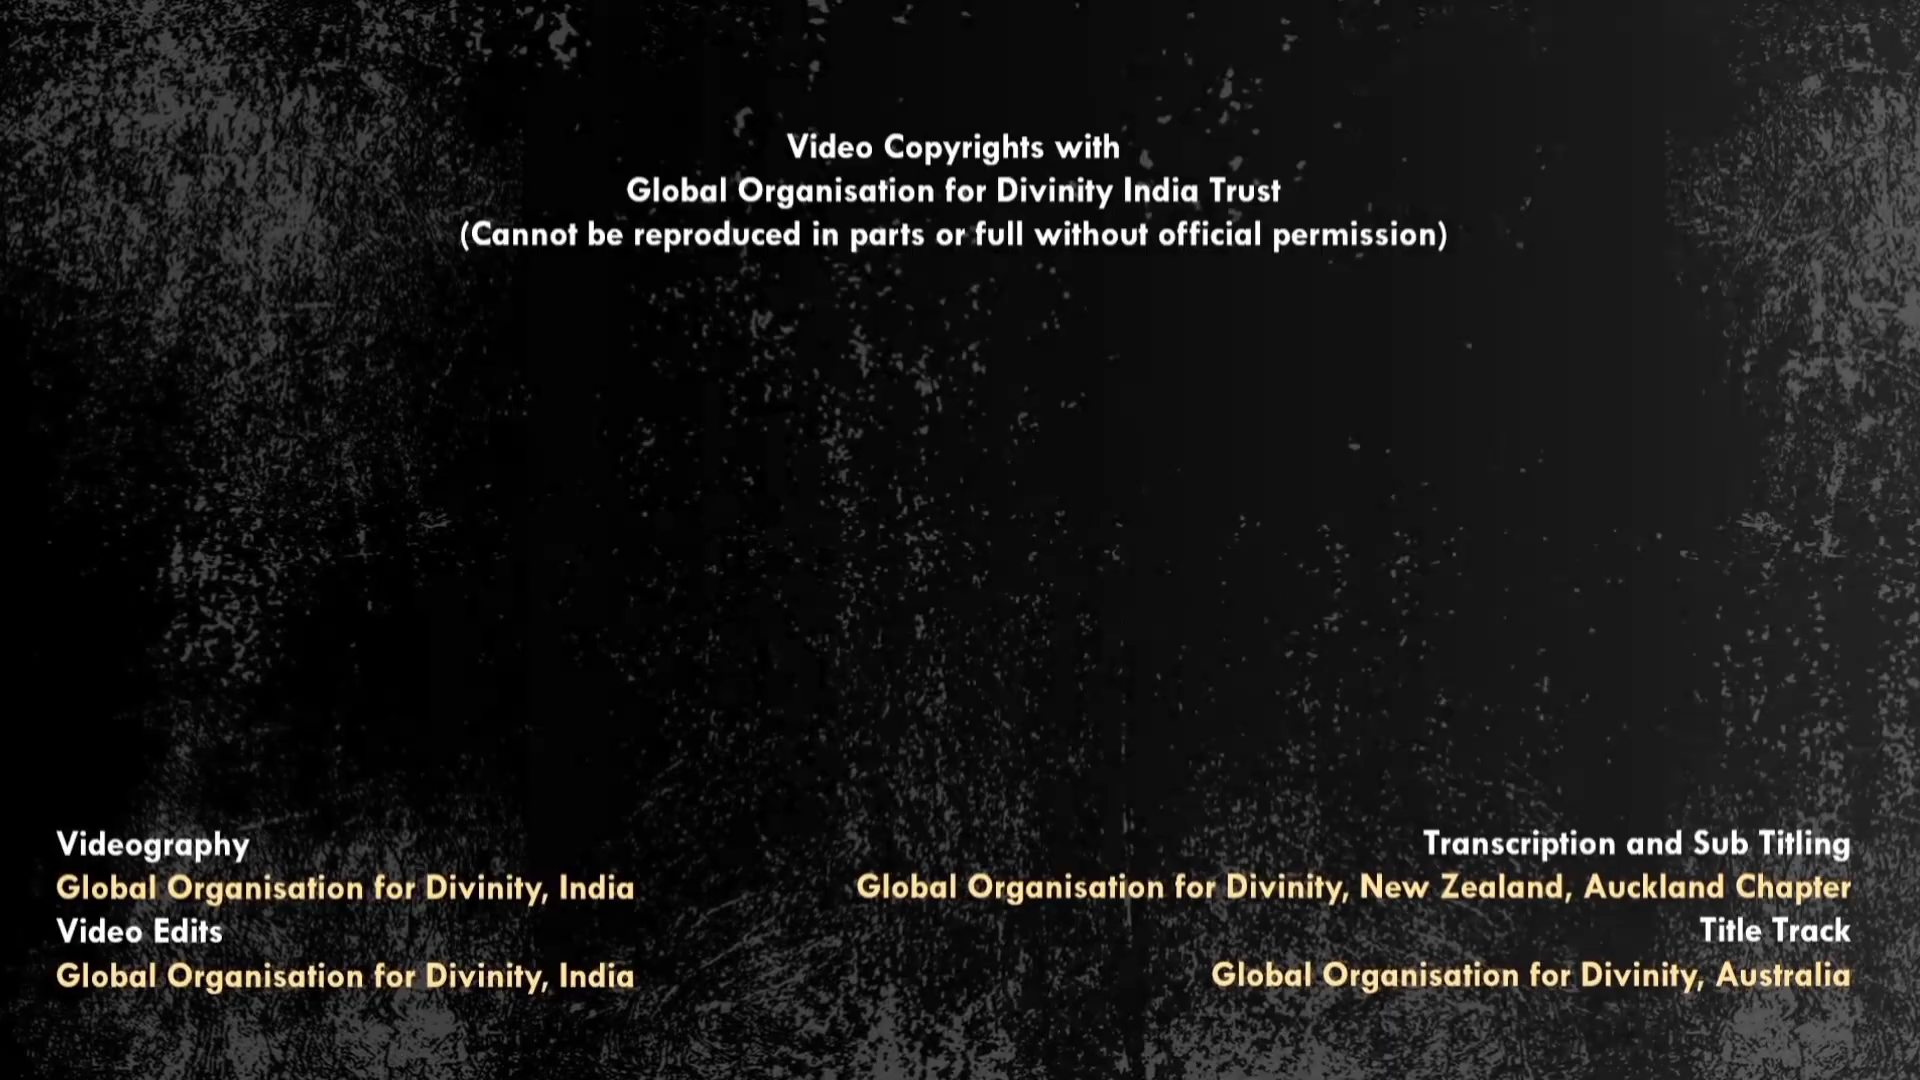 Video Copyrights with
Global Organisation for Divinity India Trust
(Cannot be reproduced in parts or full without official permission)
Videography
Global Organisation for Divinity, India
Video Edits
Global Organisation for Divinity, India
Transcription and Sub Titling
Global Organisation for Divinity, New Zealand, Auckland Chapter
Title Track
Global Organisation for Divinity, Australia